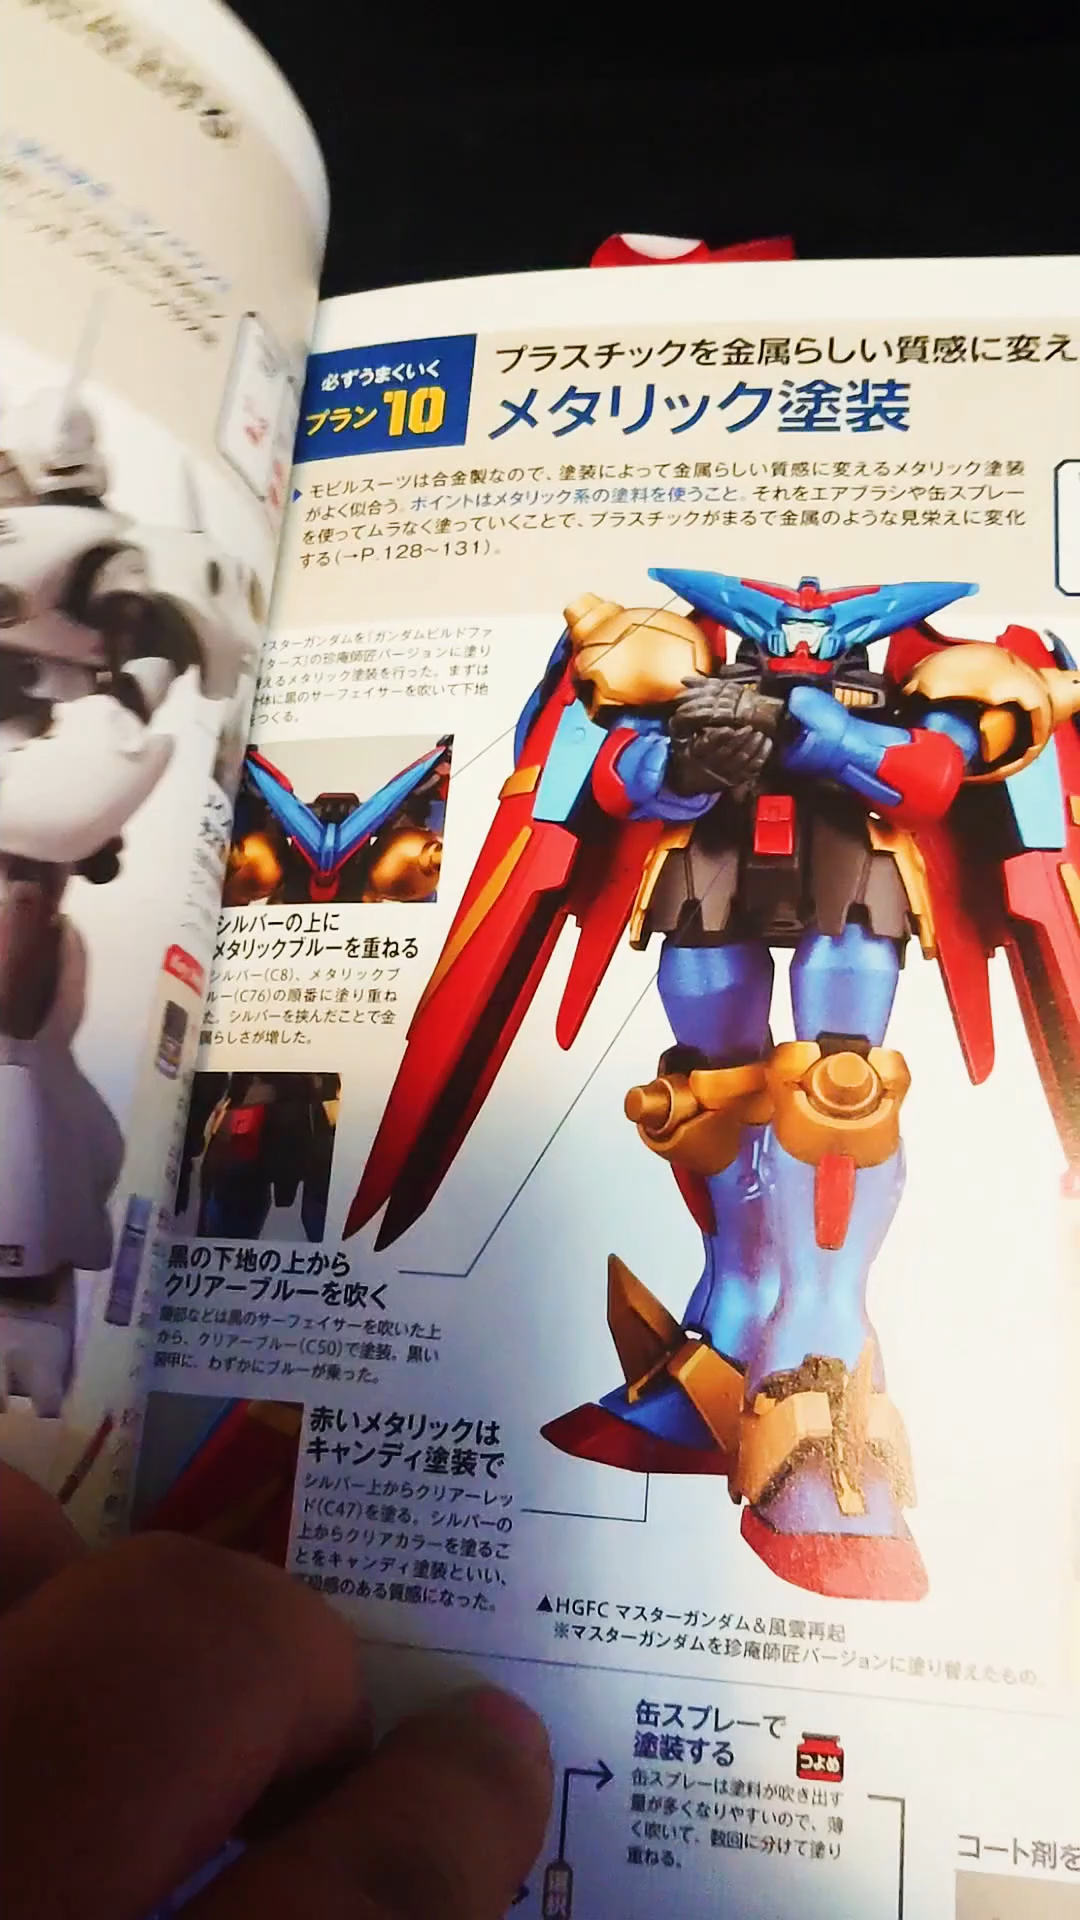 必ずうまくいく
プラン10
プラスチックを金属らしい質感に変え
メタリック塗装
モビルスーツは合金製なので、塗装によって金属らしい質感に変えるメタリック塗装
がよく似合う。ポイントはメタリック系の塗料を使うこと。それをエアブラシや缶スプレー
を使ってムラなく塗っていくことで、プラスチックがまるで金属のような見栄えに変化
する(→P.128〜131)。
スターガンダムを『ガンダムビルドファ
ターズ』の珍庵師匠バージョンに塗り
えるメタリック塗装を行った。まずは
体に黒のサーフェイサーを吹いて下地
つくる。
シルバーの上に
メタリックブルーを重ねる
シルバー(C8)、メタリックブ
ルー(C76)の順番に塗り重ね
た。シルバーを挟んだことで金
属らしさが増した。
黒の下地の上から
クリアーブルーを吹く
腰部などは黒のサーフェイサーを吹いた上
から、クリアーブルー(C50)で塗装。黒い
装甲に、わずかにブルーが乗った。
赤いメタリックは
キャンディ塗装で
シルバー上からクリアーレッ
ド(C47)を塗る。シルバーの
上からクリアカラーを塗るこ
とをキャンディ塗装といい、
級感のある質感になった。
▲HGFC マスターガンダム&風雲再起
※マスターガンダムを珍庵師匠バージョンに塗り替えたもの。
缶スプレーで
塗装する
つよめ
缶スプレーは塗料が吹き出す
量が多くなりやすいので、薄
く吹いて、数回に分けて塗り
重ねる。
選択
コート剤を